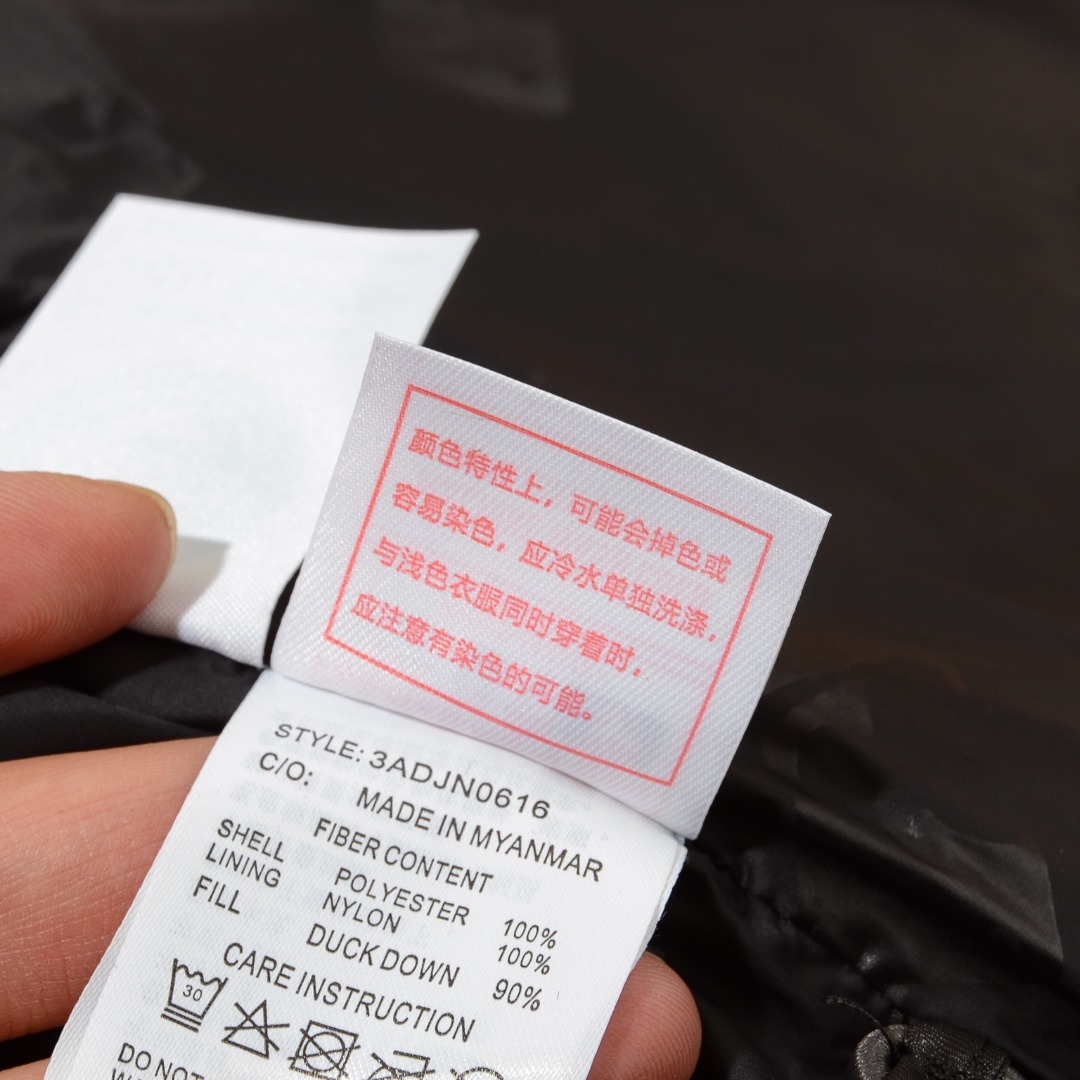 颜色特性上，可能会掉色或
容易染色，应冷水单独洗涤.
与浅色衣服同时穿着时，
应注意有染色的可能。
STYLE: 3ADJN0616
C/O:
MADE IN MYANMAR
FIBER CONTENT
SHELL POLYESTER 100%
LINING NYLON 100%
FILL DUCK DOWN 90%
CARE INSTRUCTION
30
DO NOT